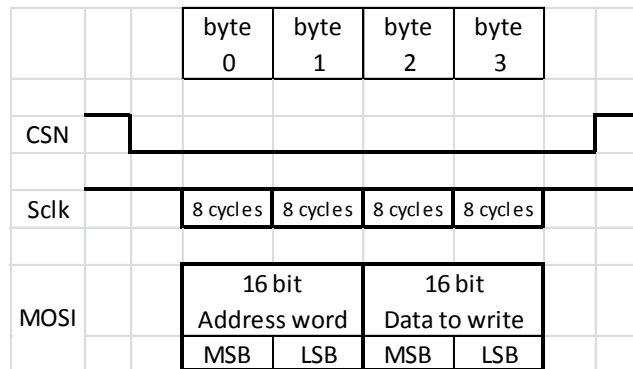 byte byte byte byte
0 1 2 3
CSN
Sclk 8 cycles 8 cycles 8 cycles 8 cycles
16 bit 16 bit
MOSI Address word Data to write
MSB LSB MSB LSB